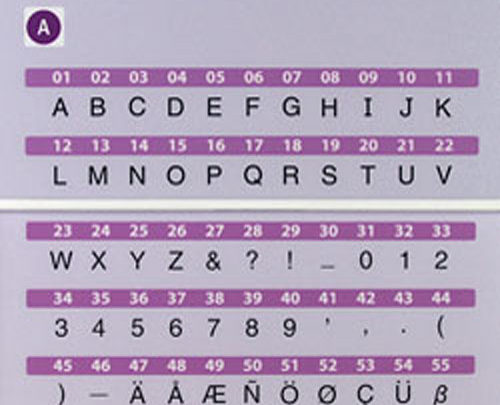 A
01 02 03 04 05 06 07 08 09 10 11
A B C D E F G H I J K
12 13 14 15 16 17 18 19 20 21 22
L M N O P Q R S T U V
23 24 25 26 27 28 29 30 31 32 33
W X Y Z & ? ! _ 0 1 2
34 35 36 37 38 39 40 41 42 43 44
3 4 5 6 7 8 9 ' , . (
45 46 47 48 49 50 51 52 53 54 55
) — Ä Å Æ Ñ Ö Ø Ç Ü β